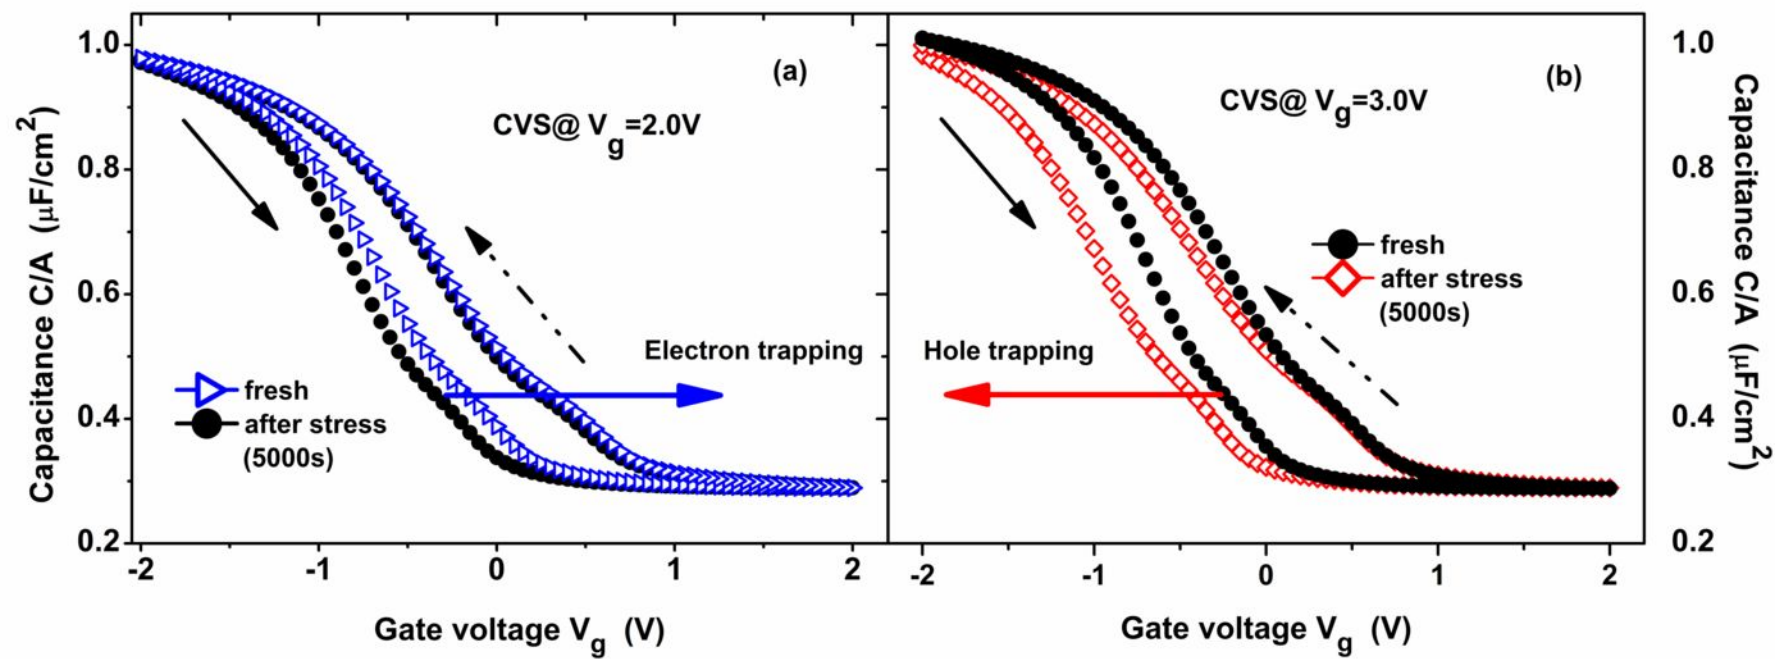 Capacitance C/A (μF/cm²)
1.0
0.8
0.6
0.4
0.2
(a)
CVS@ Vg=2.0V
Electron trapping
fresh
after stress
(5000s)
-2
-1
0
1
2
Gate voltage Vg (V)
(b)
CVS@ Vg=3.0V
fresh
after stress
(5000s)
Hole trapping
-2
-1
0
1
2
Gate voltage Vg (V)
1.0
0.8
0.6
0.4
0.2
Capacitance C/A (μF/cm²)